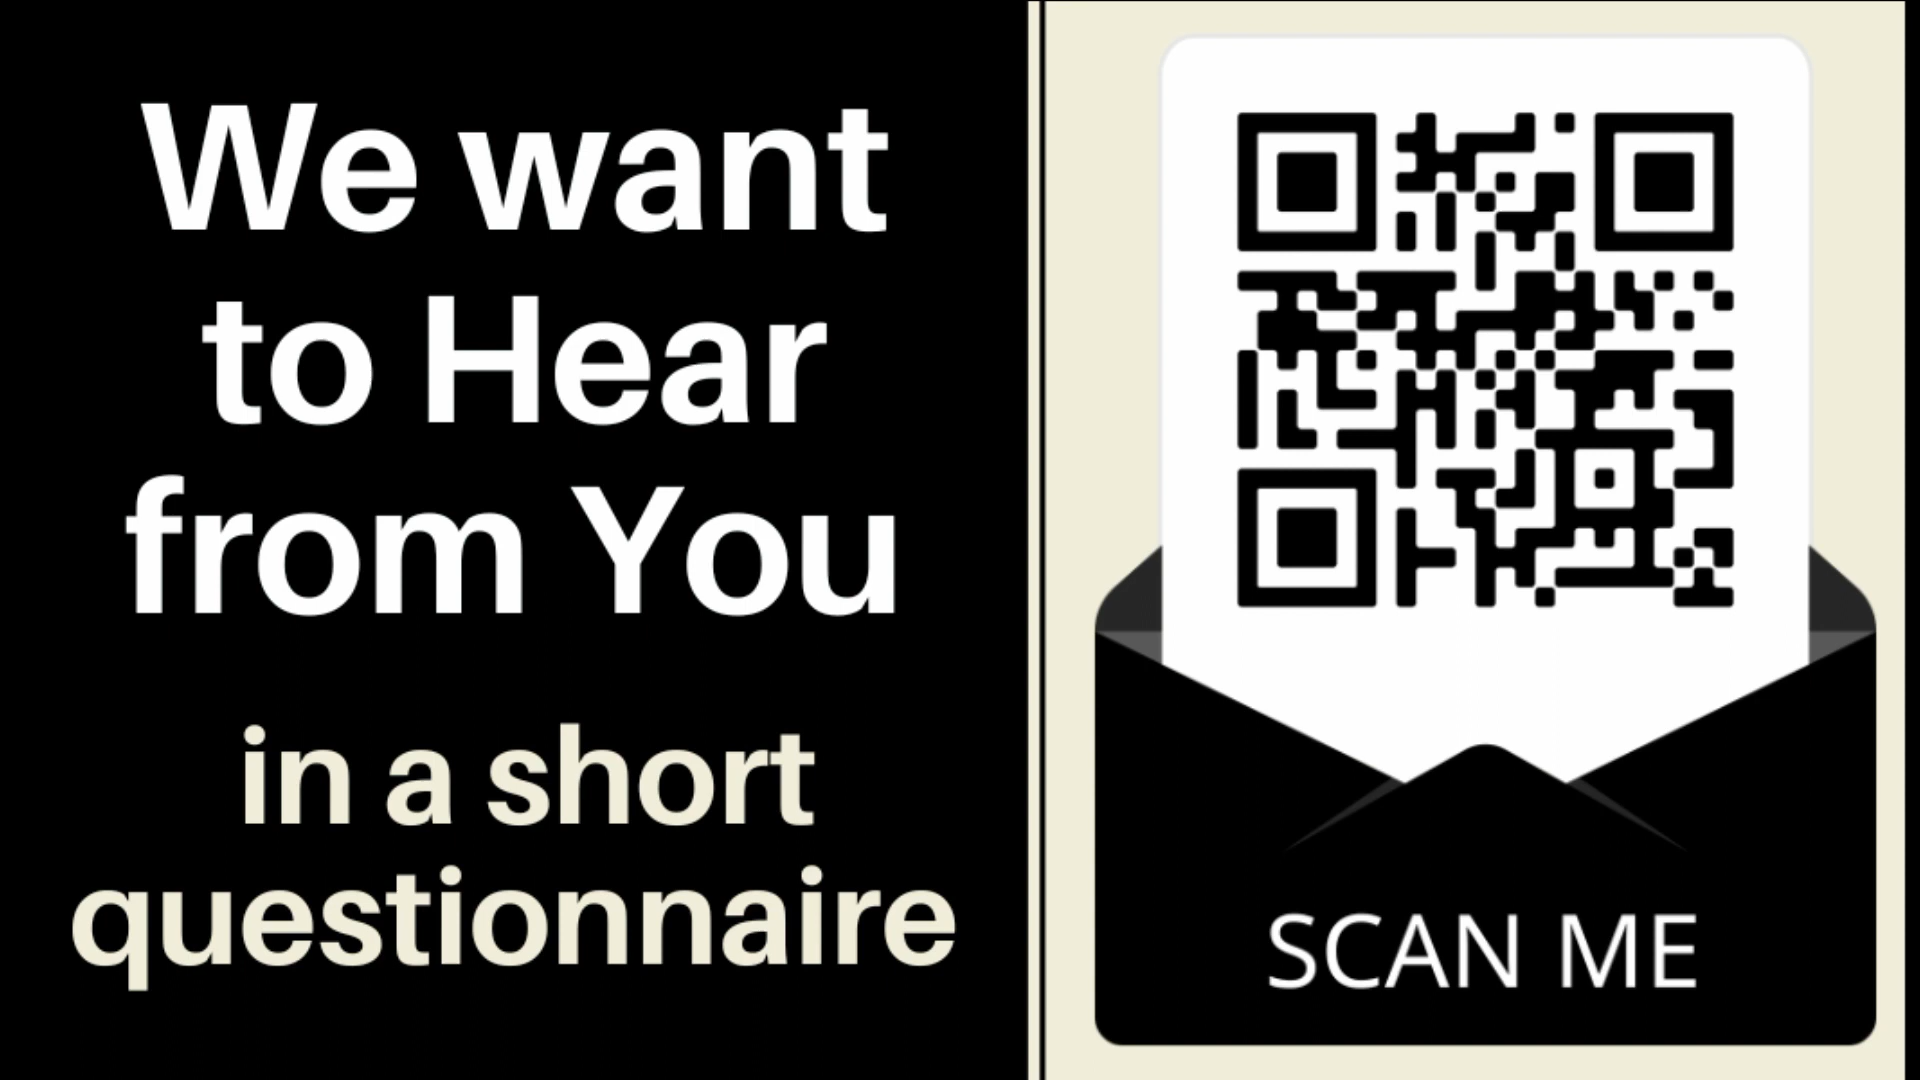 We want
to Hear
from You
in a short
questionnaire
SCAN ME